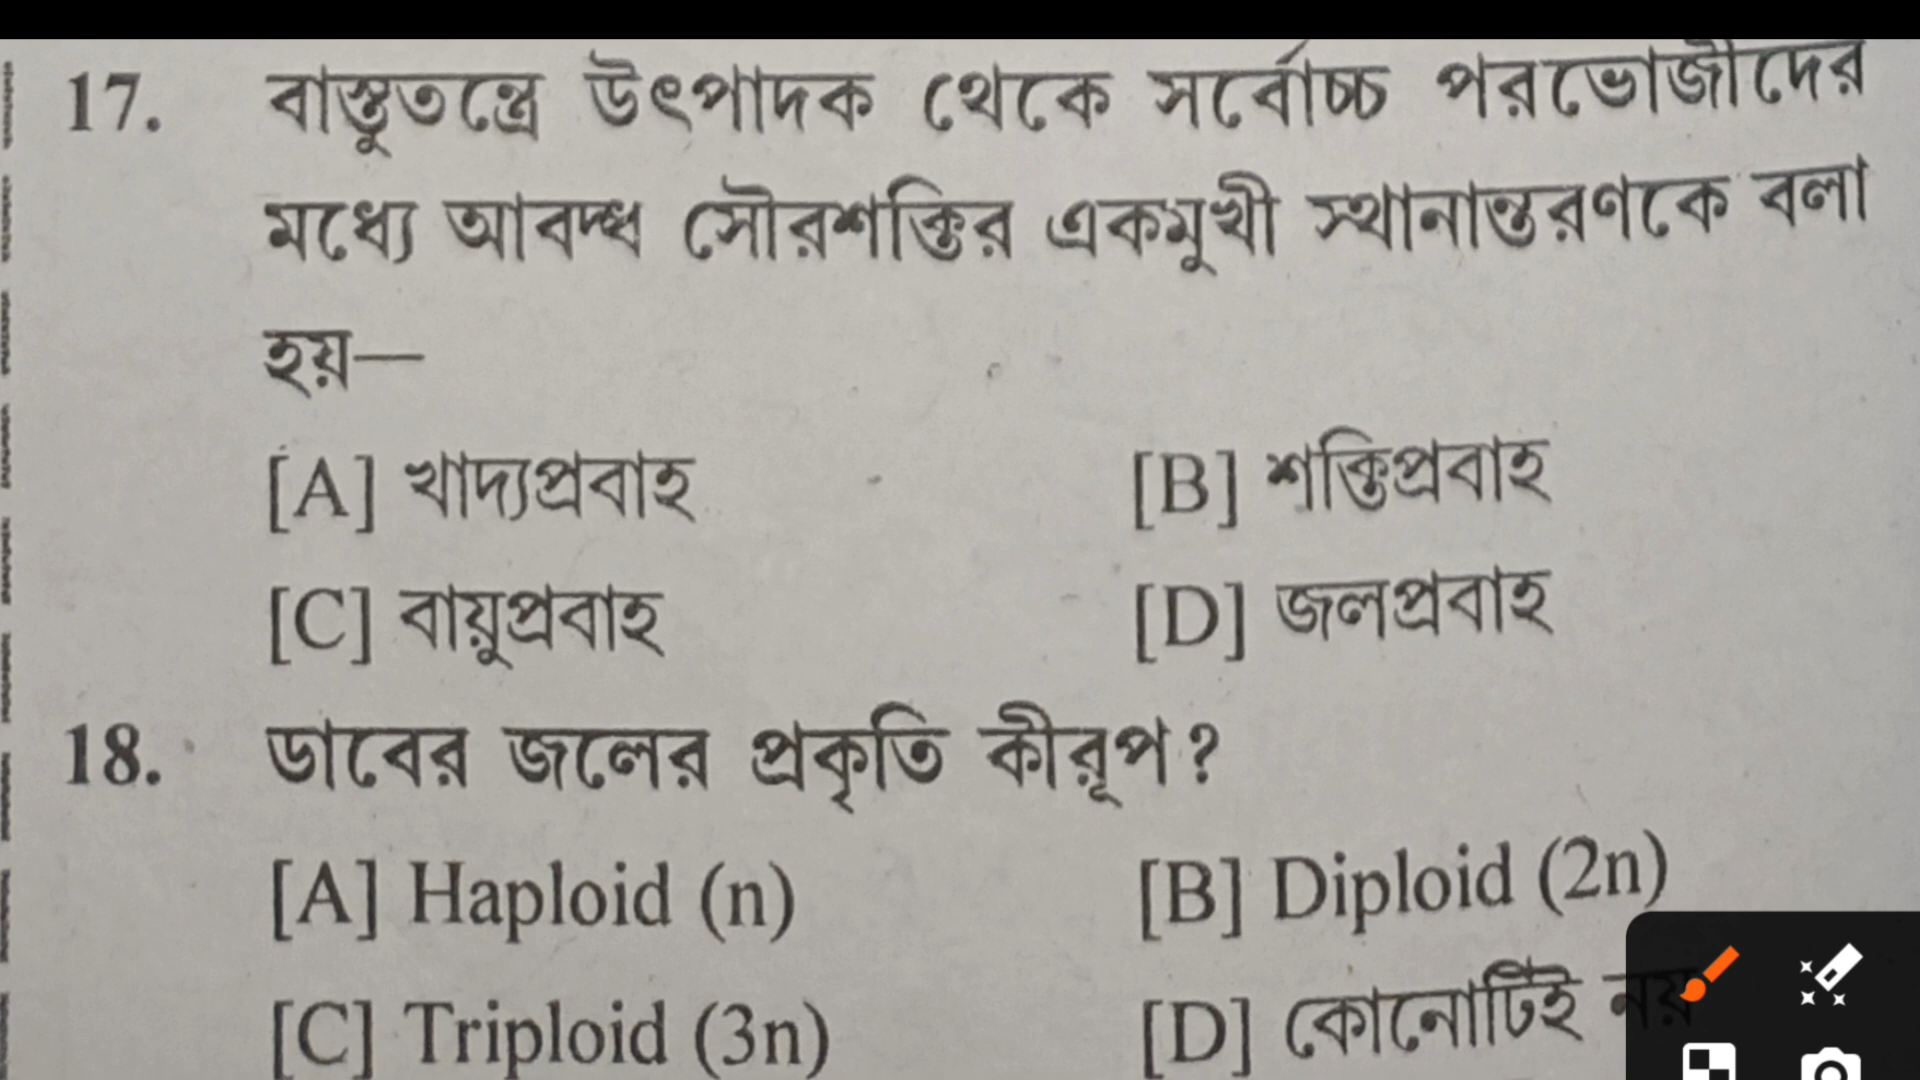 17. বাস্তুতন্ত্রে উৎপাদক থেকে সর্বোচ্চ পরভোজীদের
মধ্যে আবদ্ধ সৌরশক্তির একমুখী স্থানান্তরণকে বলা
হয়—
[A] খাদ্যপ্রবাহ [B] শক্তিপ্রবাহ
[C] বায়ুপ্রবাহ [D] জলপ্রবাহ
18. ডাবের জলের প্রকৃতি কীরূপ?
[A] Haploid (n) [B] Diploid (2n)
[C] Triploid (3n) [D] কোনোটিই নয়